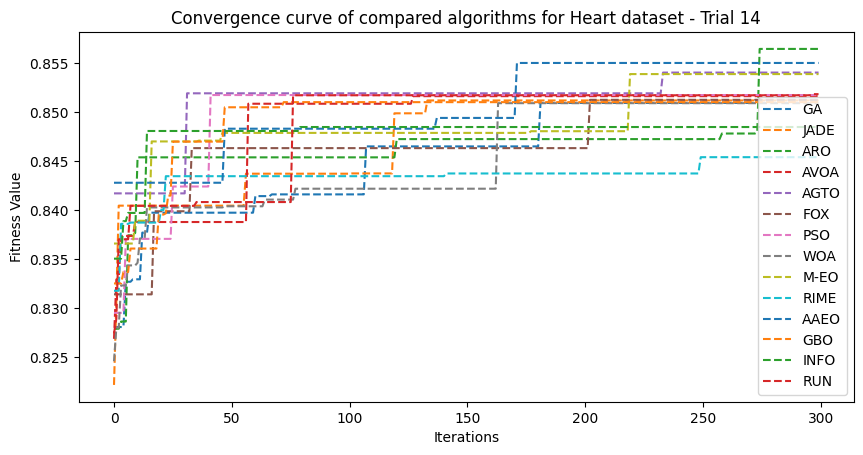 Convergence curve of compared algorithms for Heart dataset - Trial 14
Fitness Value
0.855
0.850
0.845
0.840
0.835
0.830
0.825
0
50
100
150
200
250
300
Iterations
GA
JADE
ARO
AVOA
AGTO
FOX
PSO
WOA
M-EO
RIME
AAEO
GBO
INFO
RUN